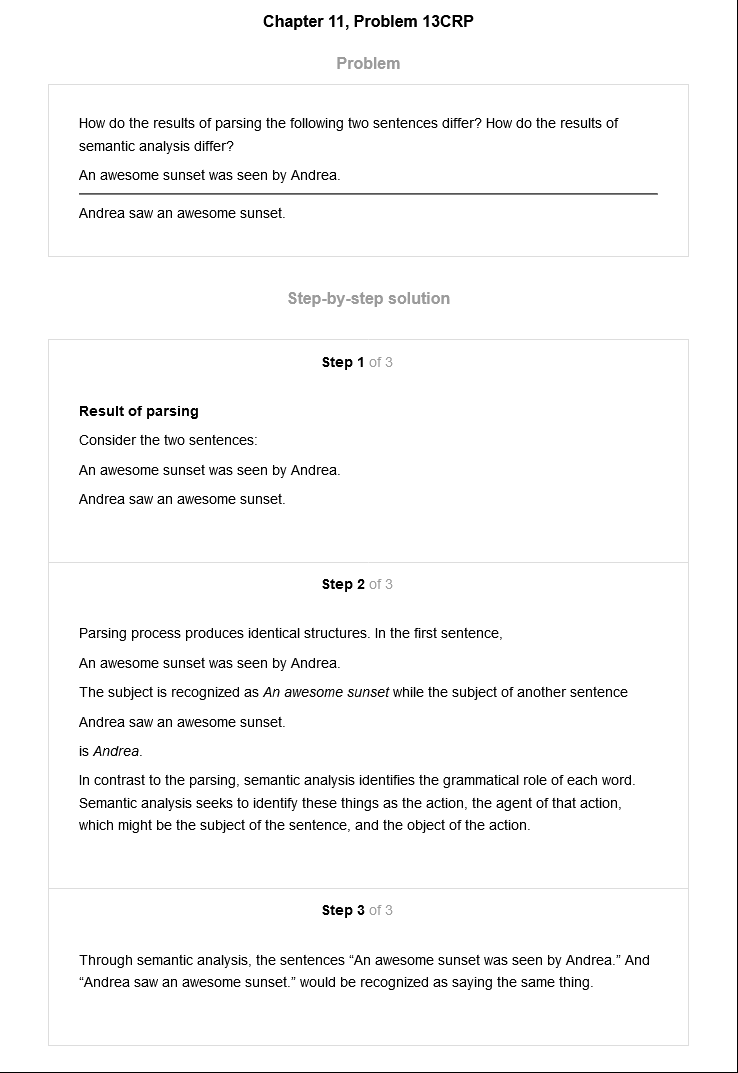 Chapter 11, Problem 13CRP
Problem
How do the results of parsing the following two sentences differ? How do the results of
semantic analysis differ?
An awesome sunset was seen by Andrea.
Andrea saw an awesome sunset.
Step-by-step solution
Step 1 of 3
Result of parsing
Consider the two sentences:
An awesome sunset was seen by Andrea.
Andrea saw an awesome sunset.
Step 2 of 3
Parsing process produces identical structures. In the first sentence,
An awesome sunset was seen by Andrea.
The subject is recognized as An awesome sunset while the subject of another sentence
Andrea saw an awesome sunset.
is Andrea.
In contrast to the parsing, semantic analysis identifies the grammatical role of each word.
Semantic analysis seeks to identify these things as the action, the agent of that action,
which might be the subject of the sentence, and the object of the action.
Step 3 of 3
Through semantic analysis, the sentences “An awesome sunset was seen by Andrea.” And
“Andrea saw an awesome sunset.” would be recognized as saying the same thing.